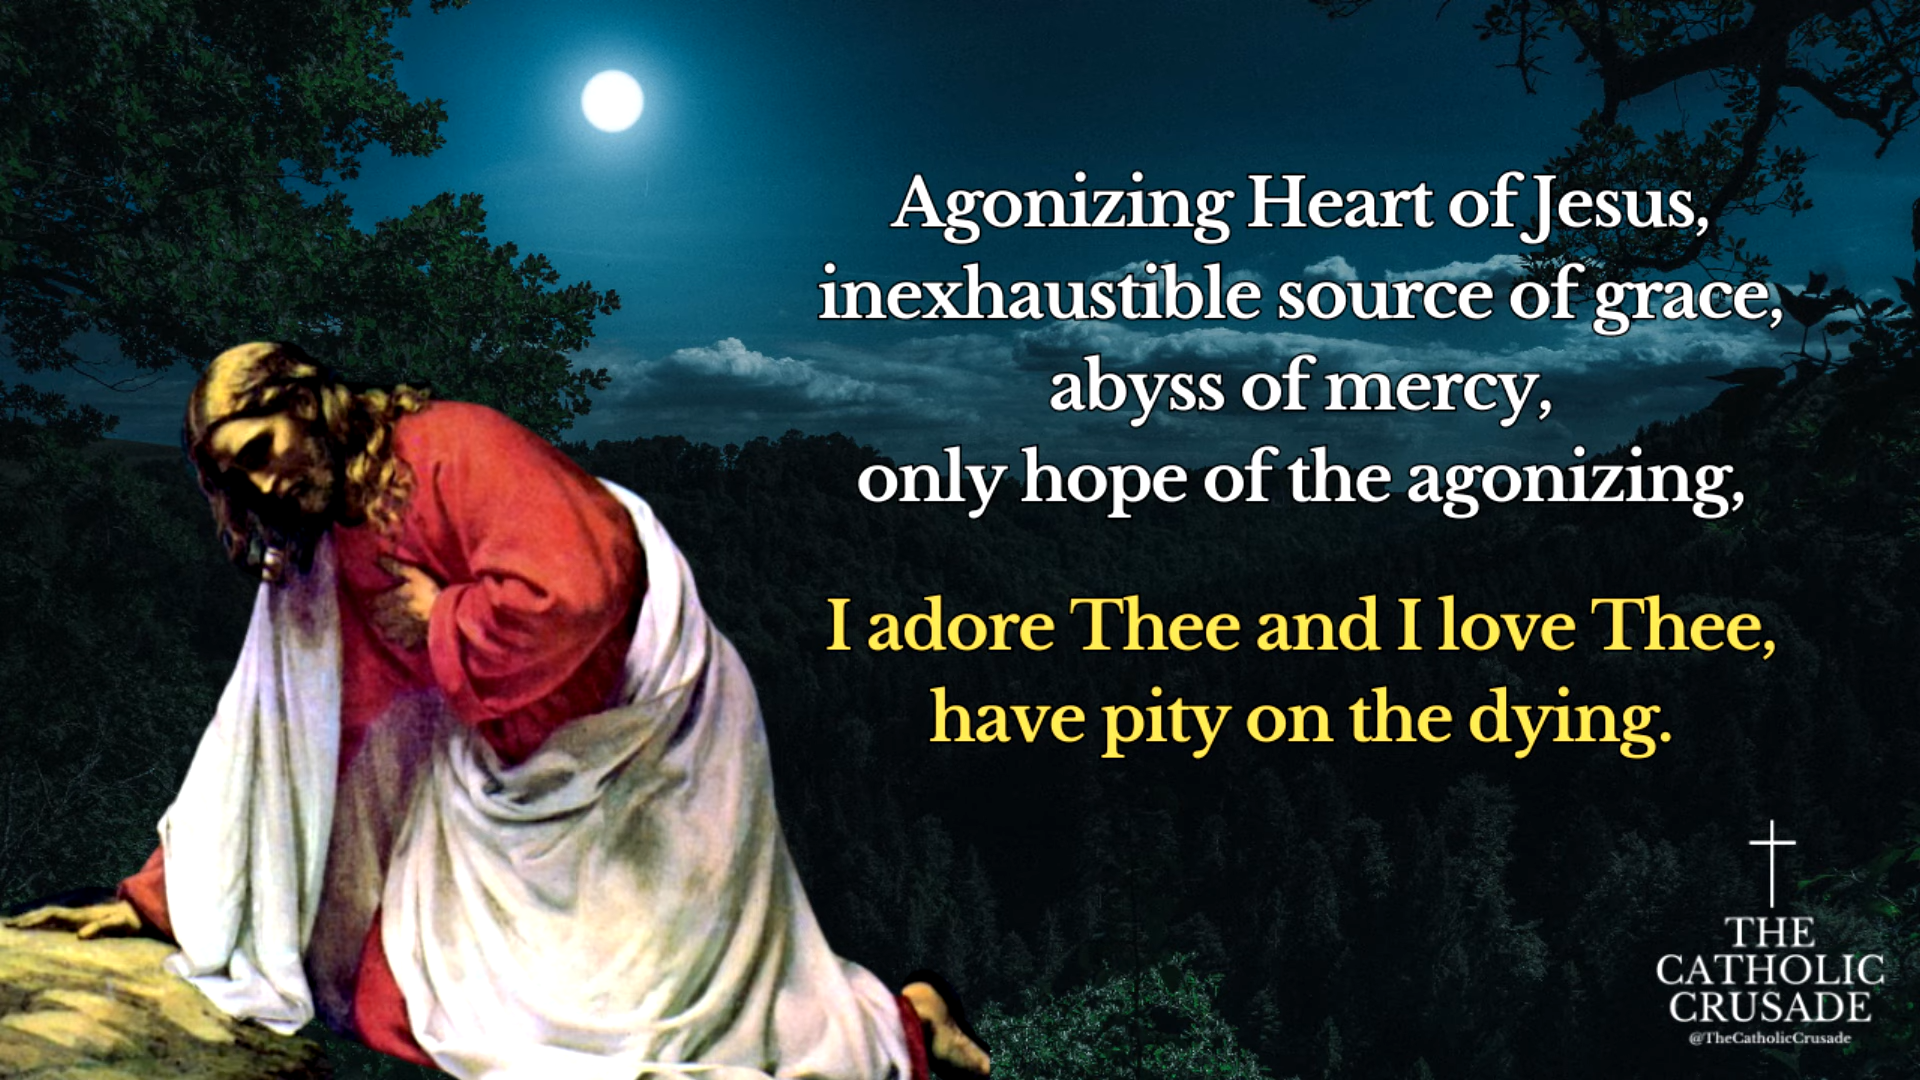 Agonizing Heart of Jesus,
inexhaustible source of grace,
abyss of mercy,
only hope of the agonizing,
I adore Thee and I love Thee,
have pity on the dying.
THE
CATHOLIC
CRUSADE
@TheCatholicCrusade